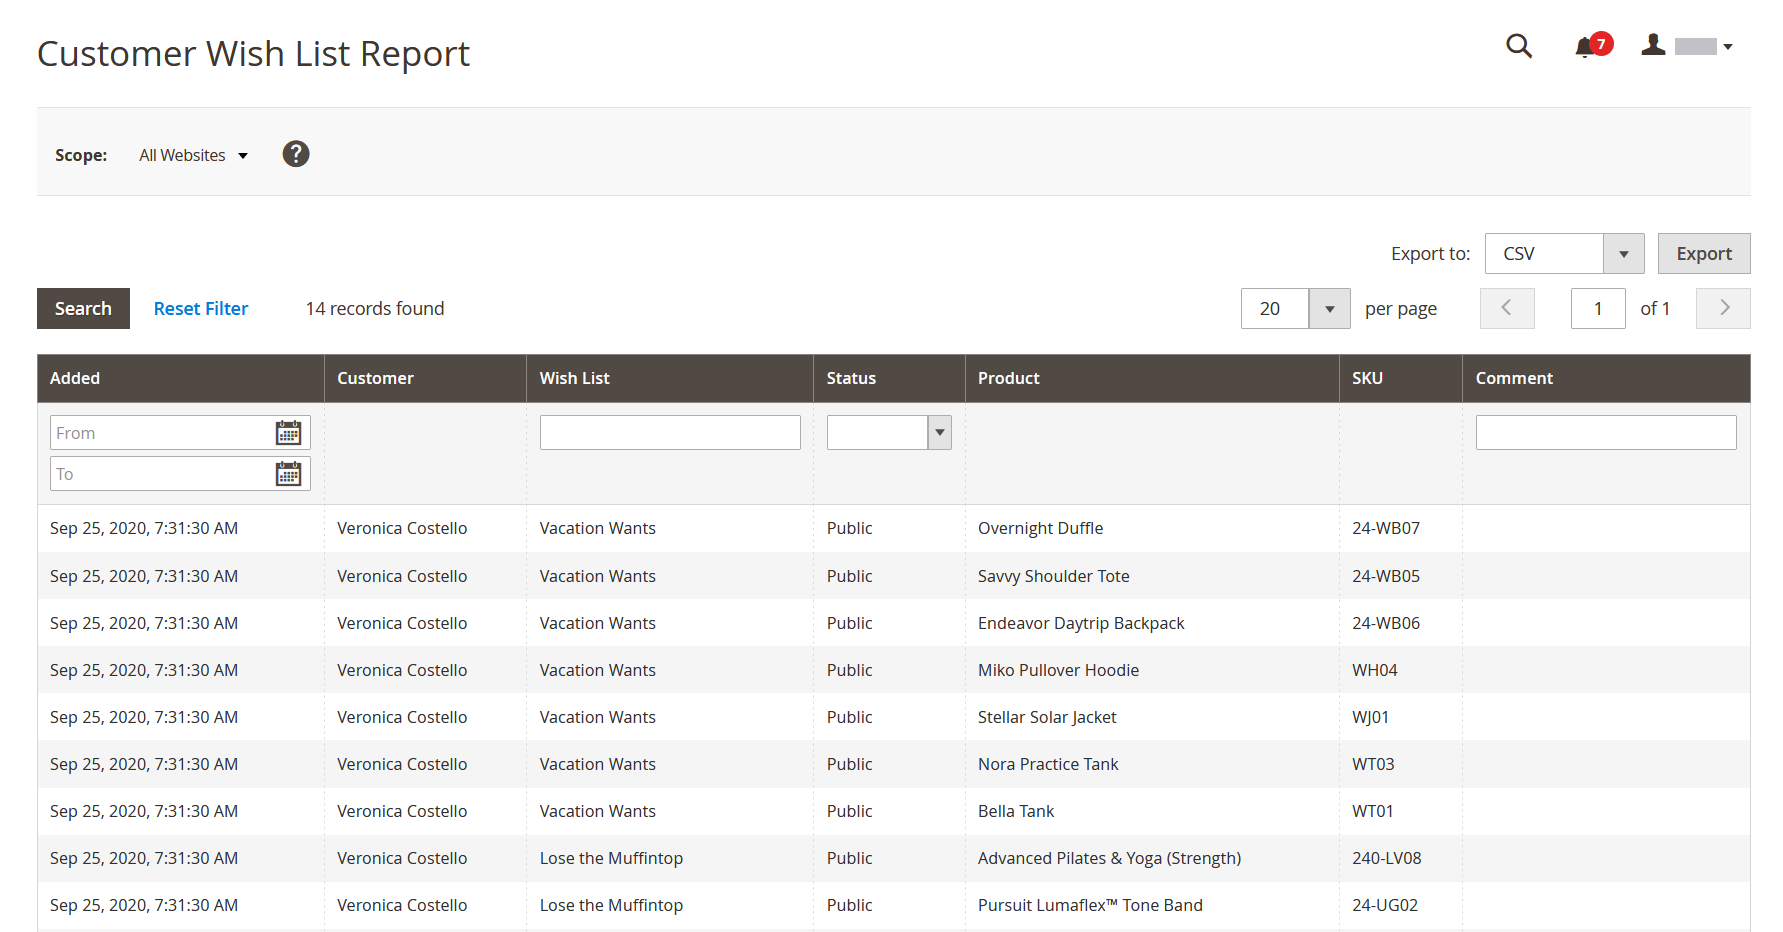 Customer Wish List Report
7
Scope: All Websites ?
Export to: CSV Export
Search Reset Filter 14 records found 20 per page 1 of 1
Added Customer Wish List Status Product SKU Comment
From
To
Sep 25, 2020, 7:31:30 AM Veronica Costello Vacation Wants Public Overnight Duffle 24-WB07
Sep 25, 2020, 7:31:30 AM Veronica Costello Vacation Wants Public Savvy Shoulder Tote 24-WB05
Sep 25, 2020, 7:31:30 AM Veronica Costello Vacation Wants Public Endeavor Daytrip Backpack 24-WB06
Sep 25, 2020, 7:31:30 AM Veronica Costello Vacation Wants Public Miko Pullover Hoodie WH04
Sep 25, 2020, 7:31:30 AM Veronica Costello Vacation Wants Public Stellar Solar Jacket WJ01
Sep 25, 2020, 7:31:30 AM Veronica Costello Vacation Wants Public Nora Practice Tank WT03
Sep 25, 2020, 7:31:30 AM Veronica Costello Vacation Wants Public Bella Tank WT01
Sep 25, 2020, 7:31:30 AM Veronica Costello Lose the Muffintop Public Advanced Pilates & Yoga (Strength) 240-LV08
Sep 25, 2020, 7:31:30 AM Veronica Costello Lose the Muffintop Public Pursuit Lumaflex™ Tone Band 24-UG02